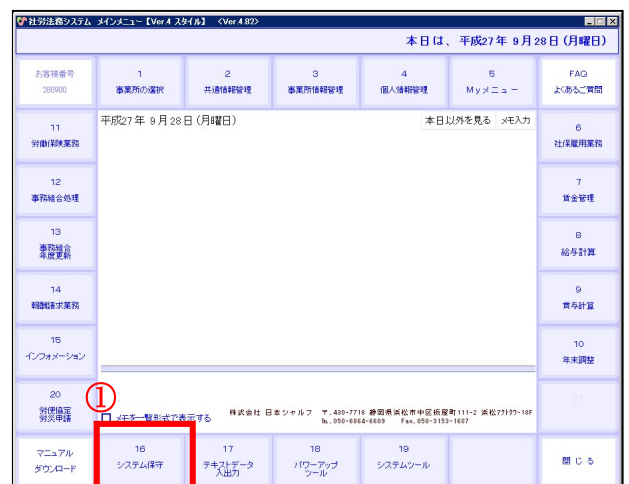 社労法務システム メインメニュー【Ver.4 スタイル】 <Ver.4.82>
本日は、 平成27年 9月28日 (月曜日)
お客様番号
280900
1
事業所の選択
2
共通情報管理
3
事業所情報管理
4
個人情報管理
5
Myメニュー
FAQ
よくあるご質問
11
労働保険業務
平成27年 9月28日 (月曜日)
本日以外を見る
メモ入力
6
社保雇用業務
12
事務組合処理
7
賃金管理
13
事務組合
年度更新
8
給与計算
14
報酬請求業務
9
賞与計算
15
インフォメーション
10
年末調整
20
労使協定
労災申請
①
メモを一覧形式で表示する
株式会社 日本シャルフ 〒.430-7718 静岡県浜松市中区板屋町111-2 浜松アクトタワー18F
℡.050-6864-6609 Fax.050-3153-1607
21
マニュアル
ダウンロード
16
システム保守
17
テキストデータ
入出力
18
パワーアップ
ツール
19
システムツール
閉じる